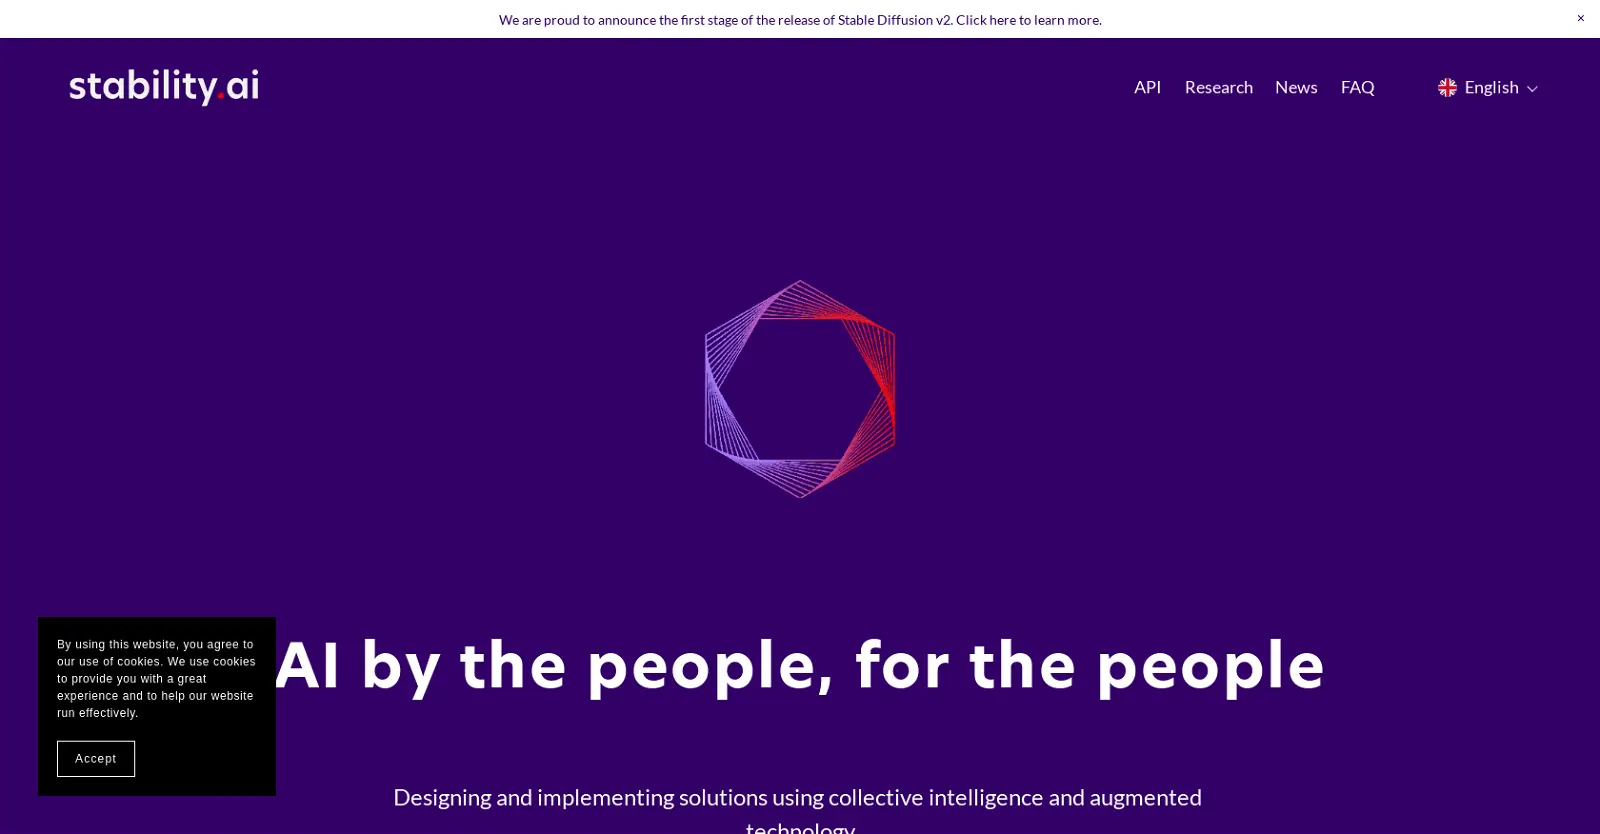 We are proud to announce the first stage of the release of Stable Diffusion v2. Click here to learn more.
×
stability.ai
API
Research
News
FAQ
English
AI by the people, for the people
By using this website, you agree to
our use of cookies. We use cookies
to provide you with a great
experience and to help our website
run effectively.
Accept
Designing and implementing solutions using collective intelligence and augmented
technology